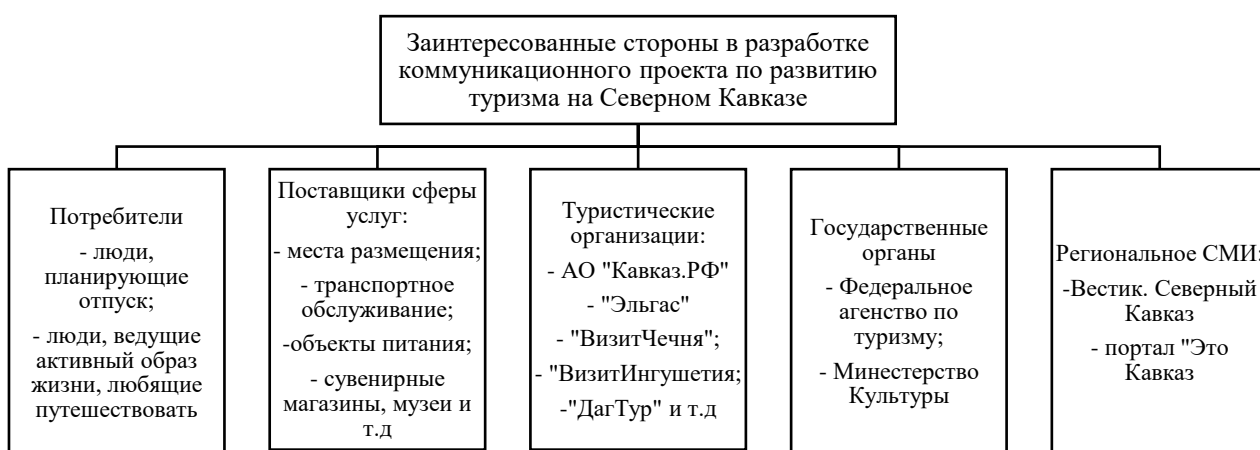 Заинтересованные стороны в разработке
коммуникационного проекта по развитию
туризма на Северном Кавказе
Потребители
- люди,
планирующие
отпуск;
- люди, ведущие
активный образ
жизни, любящие
путешествовать
Поставщики сферы
услуг:
- места размещения;
- транспортное
обслуживание;
-объекты питания;
- сувенирные
магазины, музеи и
т.д
Туристические
организации:
- АО "Кавказ.РФ"
- "Эльгас"
- "ВизитЧечня";
- "ВизитИнгушетия;
-"ДагТур" и т.д
Государственные
органы
- Федеральное
агенство по
туризму;
- Минестерство
Культуры
Региональное СМИ:
-Вестик. Северный
Кавказ
- портал "Это
Кавказ